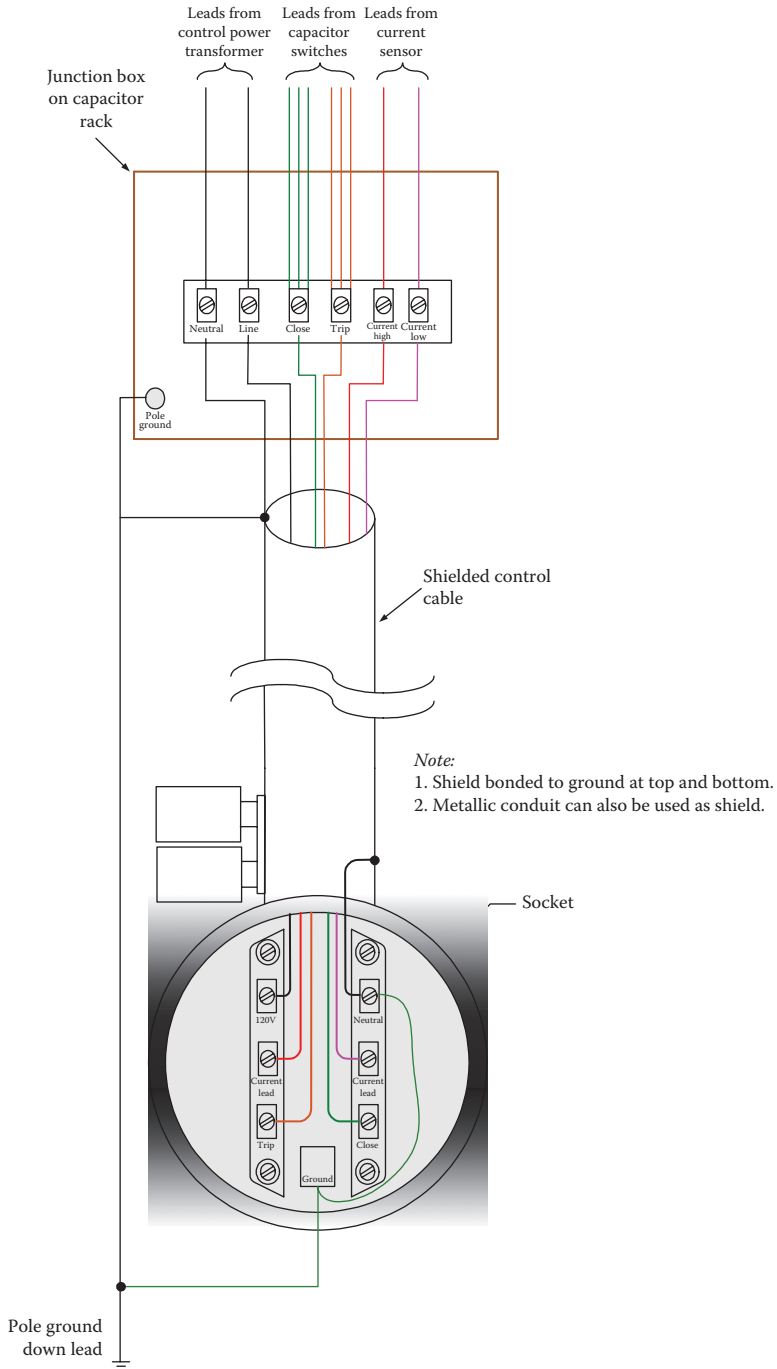 Leads from
control power
transformer
Leads from
capacitor
switches
Leads from
current
sensor
Junction box
on capacitor
rack
Neutral
Line
Close
Trip
Current
high
Current
low
Pole
ground
Shielded control
cable
Note:
1. Shield bonded to ground at top and bottom.
2. Metallic conduit can also be used as shield.
Socket
120V
Neutral
Current
lead
Current
lead
Trip
Close
Ground
Pole ground
down lead